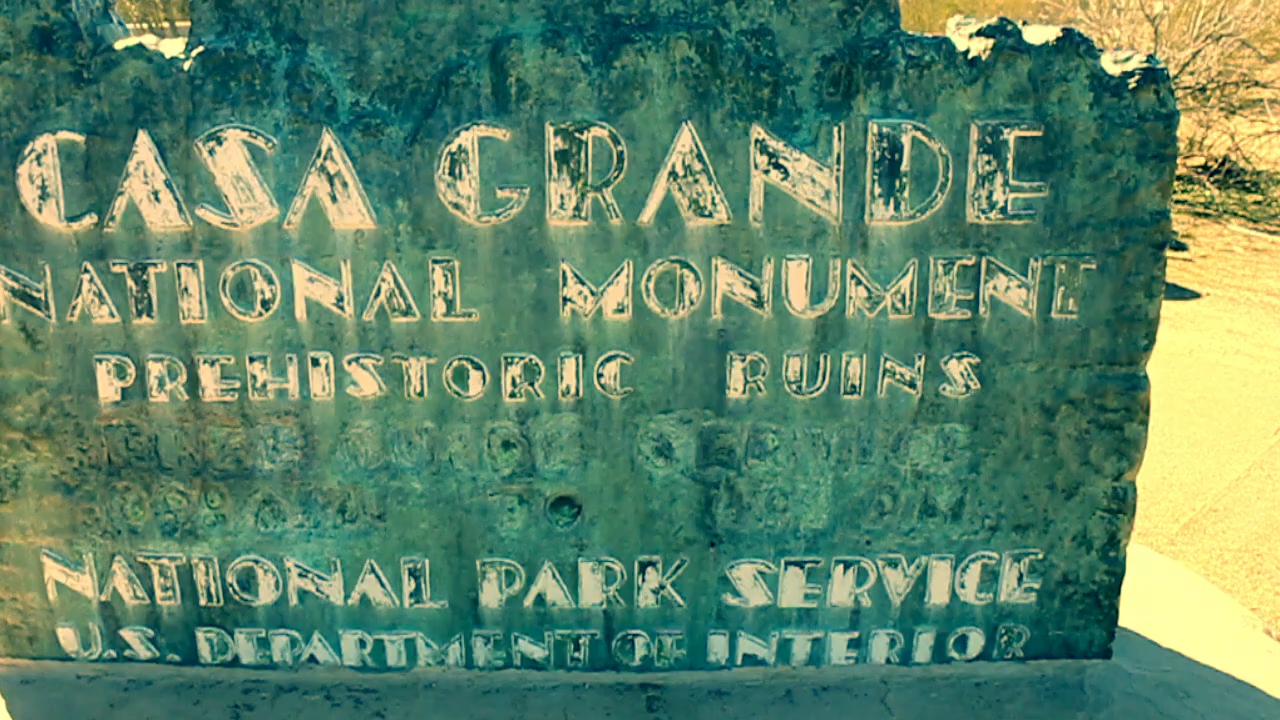 CASA GRANDE
NATIONAL MONUMENT
PREHISTORIC RUINS
NATIONAL PARK SERVICE
U.S. DEPARTMENT OF INTERIOR